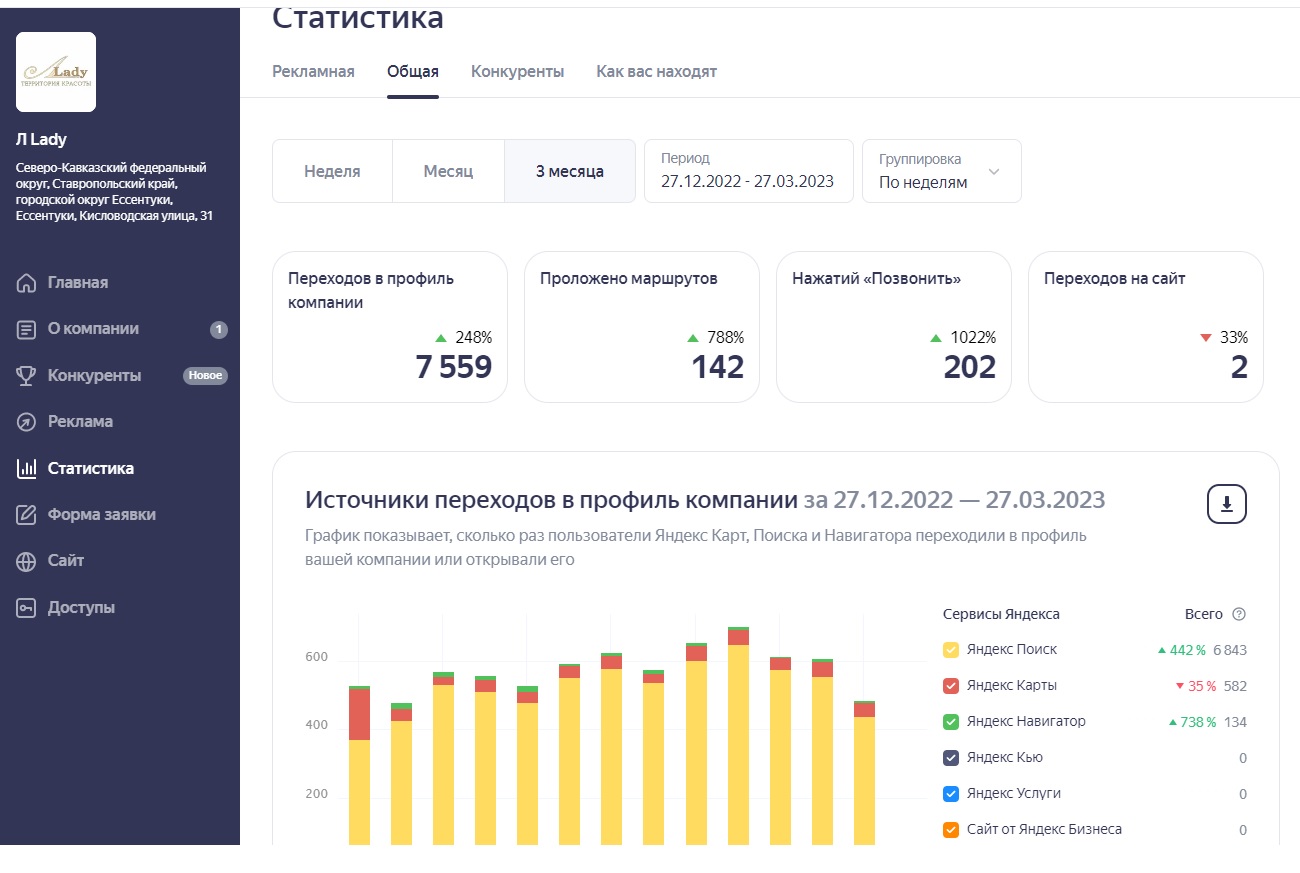 Статистика
Lady
ТЕРРИТОРИЯ КРАСОТЫ
Л Lady
Северо-Кавказский федеральный
округ, Ставропольский край,
городской округ Ессентуки,
Ессентуки, Кисловодская улица, 31
Главная
О компании 1
Конкуренты Новое
Реклама
Статистика
Форма заявки
Сайт
Доступы
Рекламная Общая Конкуренты Как вас находят
Неделя Месяц 3 месяца
Период
27.12.2022 - 27.03.2023
Группировка
По неделям
Переходов в профиль
компании
248%
7 559
Проложено маршрутов
788%
142
Нажатий «Позвонить»
1022%
202
Переходов на сайт
33%
2
Источники переходов в профиль компании за 27.12.2022 — 27.03.2023
График показывает, сколько раз пользователи Яндекс Карт, Поиска и Навигатора переходили в профиль
вашей компании или открывали его
600
400
200
Сервисы Яндекса Всего ?
Яндекс Поиск 442 % 6 843
Яндекс Карты 35 % 582
Яндекс Навигатор 738 % 134
Яндекс Кью 0
Яндекс Услуги 0
Сайт от Яндекс Бизнеса 0